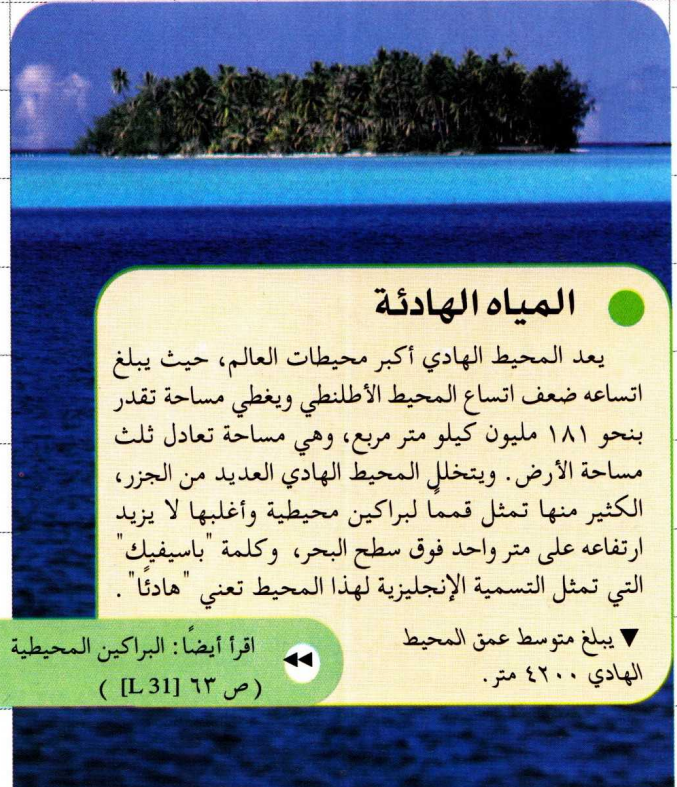 المياه الهادئة
يعد المحيط الهادي أكبر محيطات العالم، حيث يبلغ
اتساعه ضعف اتساع المحيط الأطلنطي ويغطي مساحة تقدر
بنحو ١٨١ مليون كيلو متر مربع، وهي مساحة تعادل ثلث
مساحة الأرض. ويتخلل المحيط الهادي العديد من الجزر،
الكثير منها تمثل قممًا لبراكين محيطية وأغلبها لا يزيد
ارتفاعه على متر واحد فوق سطح البحر، وكلمة "باسيفيك"
التي تمثل التسمية الإنجليزية لهذا المحيط تعني "هادئًا".
▼ يبلغ متوسط عمق المحيط
الهادي ٤٢٠٠ متر.
اقرأ أيضًا: البراكين المحيطية
(ص ٦٣ [L 31] )